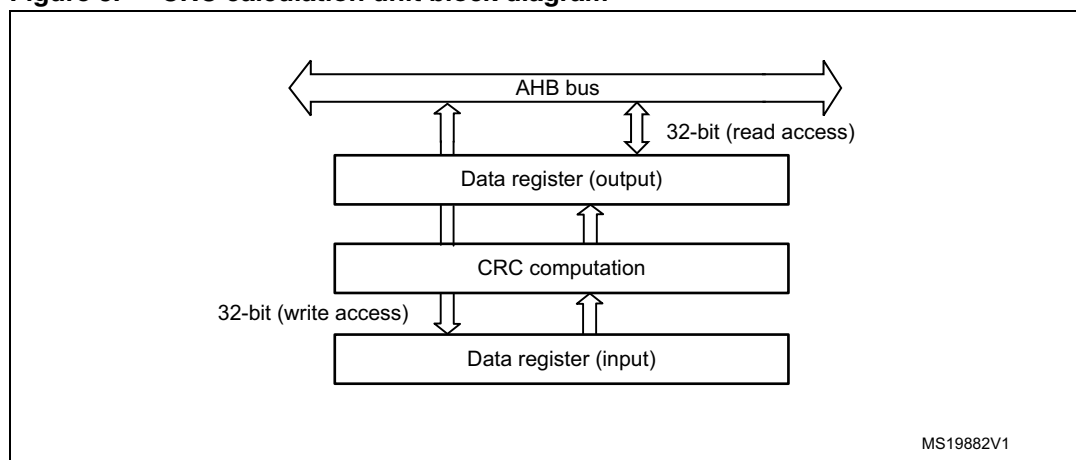 AHB bus
32-bit (read access)
Data register (output)
CRC computation
32-bit (write access)
Data register (input)
MS19882V1